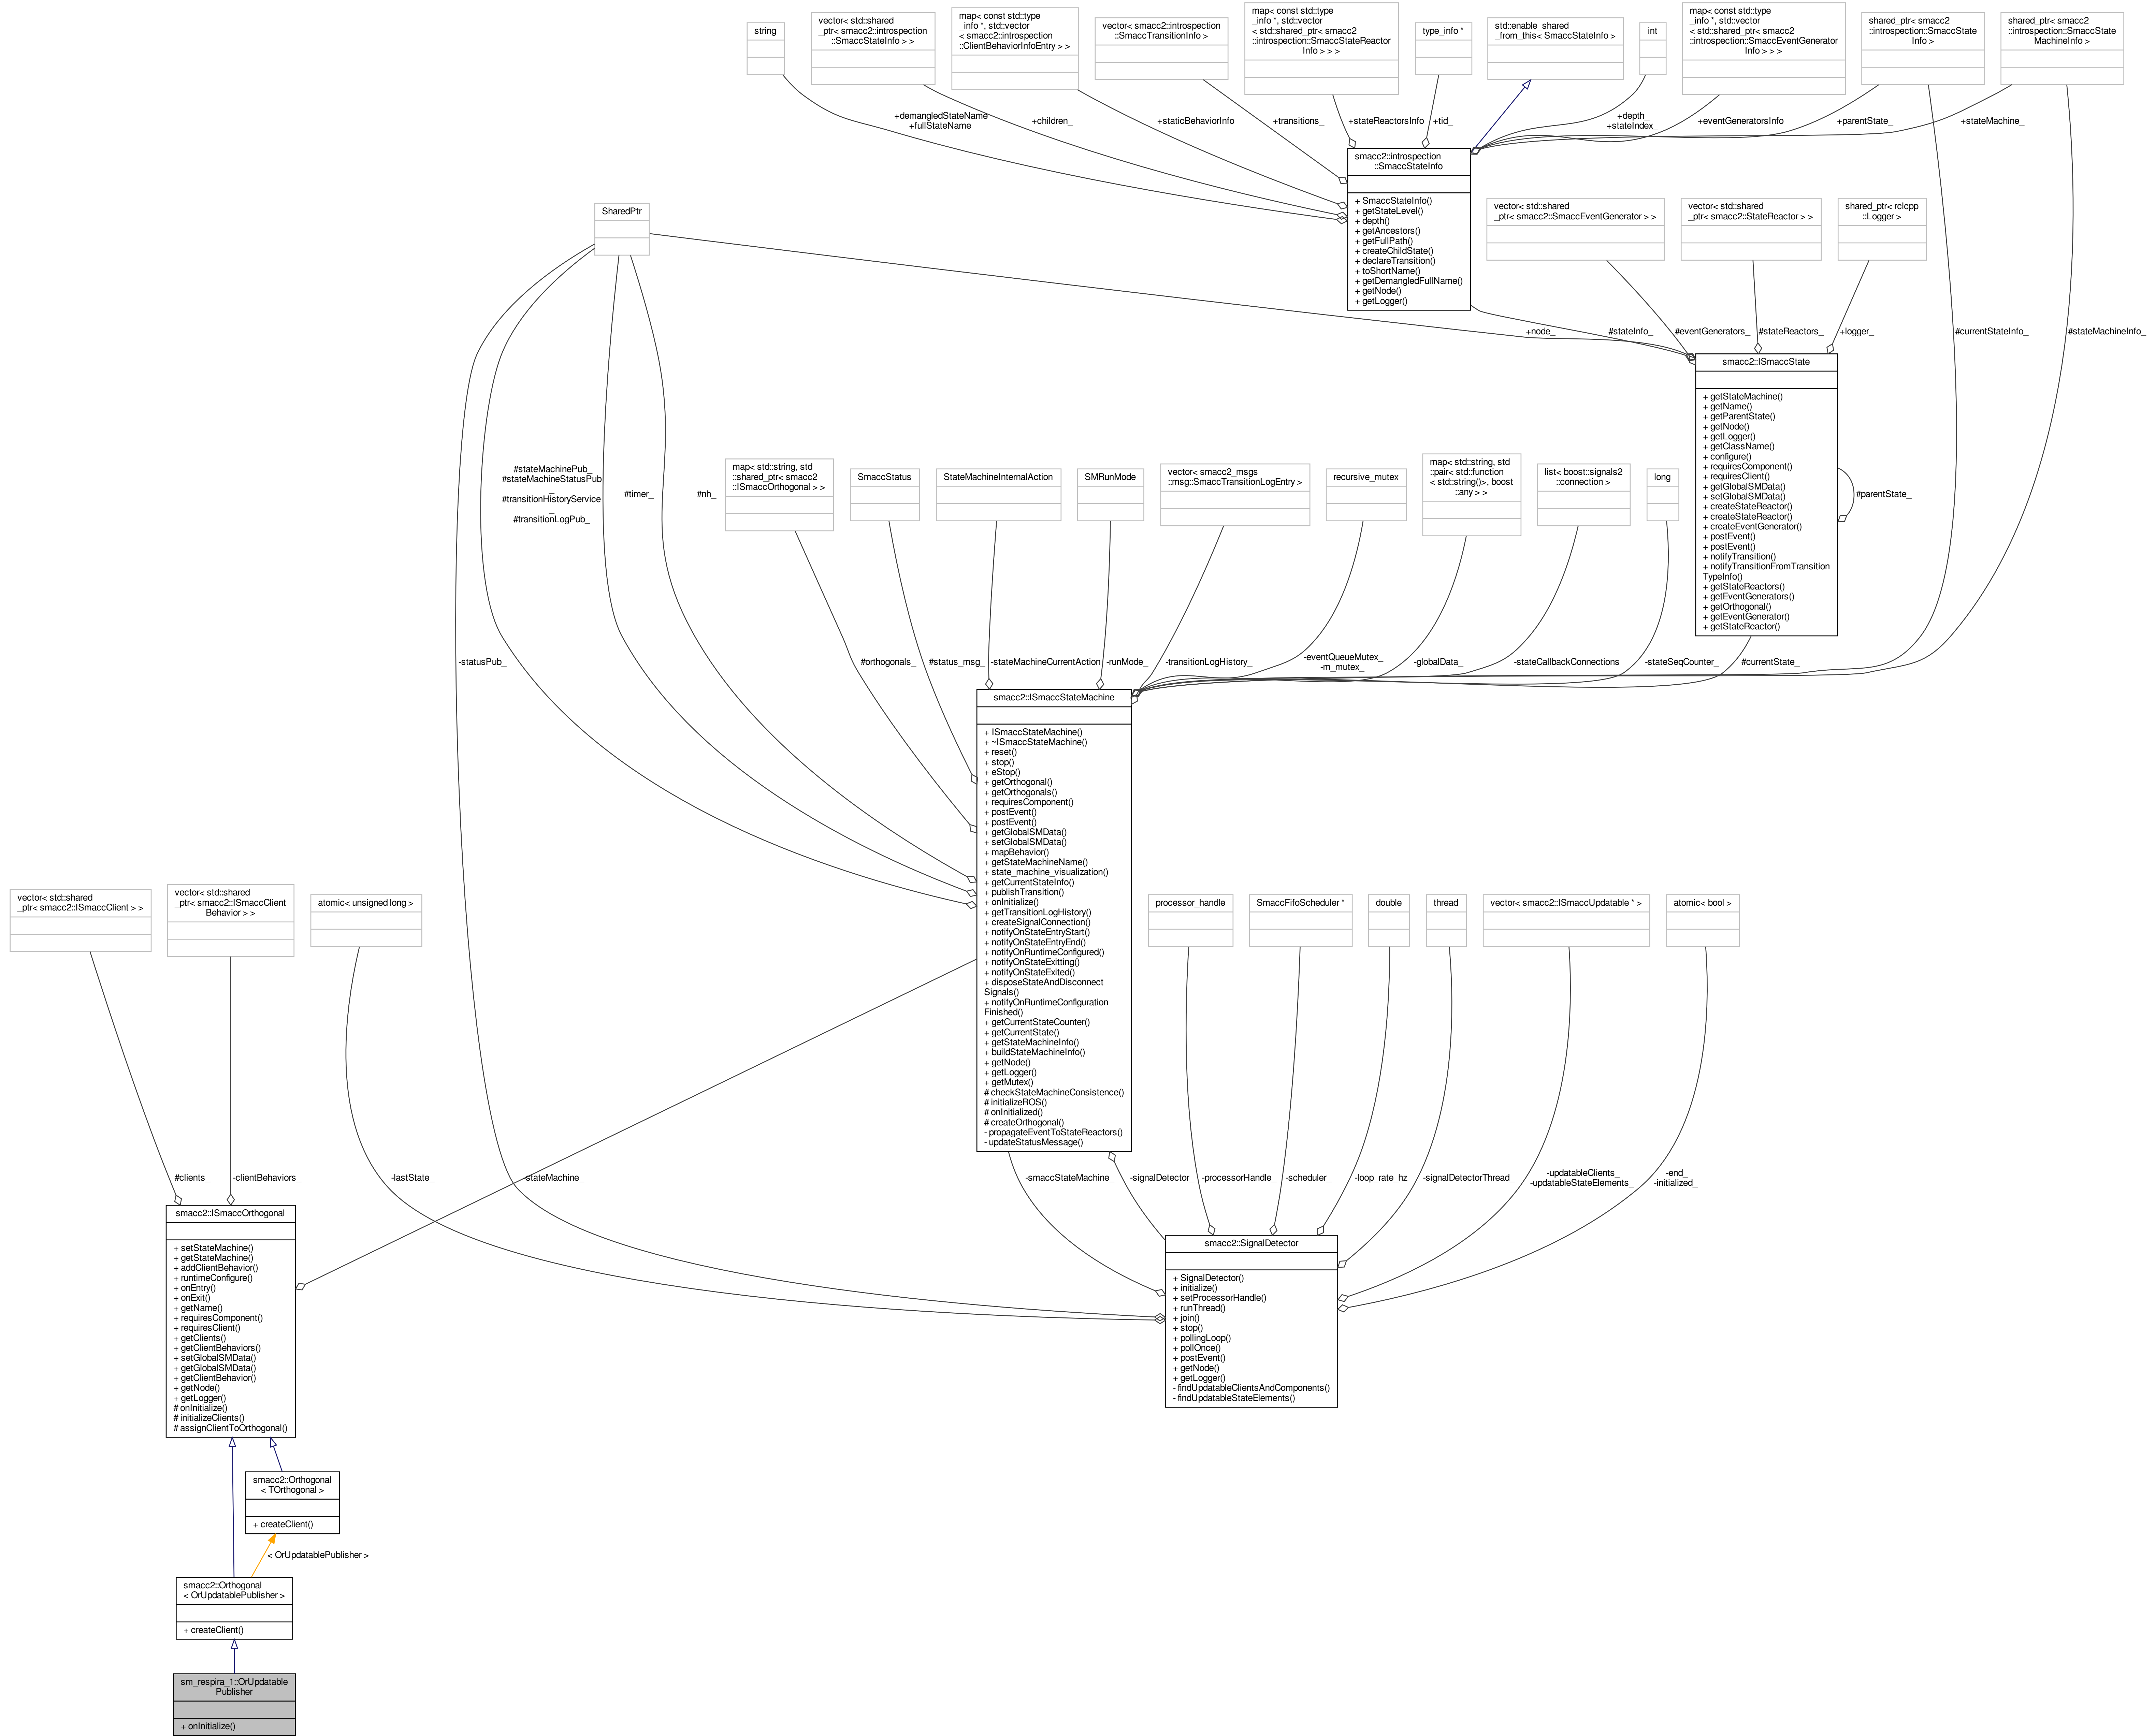 string
vector< std::shared
_ptr< smacc2::introspection
::SmaccStateInfo > >
map< const std::type
_info *, std::vector
< smacc2::introspection
::ClientBehaviorInfoEntry > >
vector< smacc2::introspection
::SmaccTransitionInfo >
map< const std::type
_info *, std::vector
< std::shared_ptr< smacc2
::introspection::SmaccStateReactor
Info > > >
type_info *
std::enable_shared
_from_this< SmaccStateInfo >
int
map< const std::type
_info *, std::vector
< std::shared_ptr< smacc2
::introspection::SmaccEventGenerator
Info > > >
shared_ptr< smacc2
::introspection::SmaccState
Info >
shared_ptr< smacc2
::introspection::SmaccState
MachineInfo >
+demangledStateName
+fullStateName
+children_
+staticBehaviorInfo
+transitions_
+stateReactorsInfo
+tid_
+depth_
+stateIndex_
+eventGeneratorsInfo
+parentState_
+stateMachine_
smacc2::introspection
::SmaccStateInfo
+ SmaccStateInfo()
+ getStateLevel()
+ depth()
+ getAncestors()
+ getFullPath()
+ createChildState()
+ declareTransition()
+ toShortName()
+ getDemangledFullName()
+ getNode()
+ getLogger()
SharedPtr
vector< std::shared
_ptr< smacc2::SmaccEventGenerator > >
vector< std::shared
_ptr< smacc2::StateReactor > >
shared_ptr< rclcpp
::Logger >
+node_
#stateInfo_
#eventGenerators_
#stateReactors_
+logger_
#currentStateInfo_
#stateMachineInfo_
smacc2::ISmaccState
+ getStateMachine()
+ getName()
+ getParentState()
+ getNode()
+ getLogger()
+ getClassName()
+ configure()
+ requiresComponent()
+ requiresClient()
+ getGlobalSMData()
+ setGlobalSMData()
+ createStateReactor()
+ createStateReactor()
+ createEventGenerator()
+ postEvent()
+ postEvent()
+ notifyTransition()
+ notifyTransitionFromTransition
TypeInfo()
+ getStateReactors()
+ getEventGenerators()
+ getOrthogonal()
+ getEventGenerator()
+ getStateReactor()
#parentState_
#stateMachinePub_
#stateMachineStatusPub
_
#transitionHistoryService
_
#transitionLogPub_
#timer_
#nh_
map< std::string, std
::shared_ptr< smacc2
::ISmaccOrthogonal > >
SmaccStatus
StateMachineInternalAction
SMRunMode
vector< smacc2_msgs
::msg::SmaccTransitionLogEntry >
recursive_mutex
map< std::string, std
::pair< std::function
< std::string()>, boost
::any > >
list< boost::signals2
::connection >
long
-statusPub_
#orthogonals_
#status_msg_
-stateMachineCurrentAction
-runMode_
-transitionLogHistory_
-eventQueueMutex_
-m_mutex_
-globalData_
-stateCallbackConnections
-stateSeqCounter_
#currentState_
smacc2::ISmaccStateMachine
+ ISmaccStateMachine()
+ ~ISmaccStateMachine()
+ reset()
+ stop()
+ eStop()
+ getOrthogonal()
+ getOrthogonals()
+ requiresComponent()
+ postEvent()
+ postEvent()
+ getGlobalSMData()
+ setGlobalSMData()
+ mapBehavior()
+ getStateMachineName()
+ state_machine_visualization()
+ getCurrentStateInfo()
+ publishTransition()
+ onInitialize()
+ getTransitionLogHistory()
+ createSignalConnection()
+ notifyOnStateEntryStart()
+ notifyOnStateEntryEnd()
+ notifyOnRuntimeConfigured()
+ notifyOnStateExitting()
+ notifyOnStateExited()
+ disposeStateAndDisconnect
Signals()
+ notifyOnRuntimeConfiguration
Finished()
+ getCurrentStateCounter()
+ getCurrentState()
+ getStateMachineInfo()
+ buildStateMachineInfo()
+ getNode()
+ getLogger()
+ getMutex()
# checkStateMachineConsistence()
# initializeROS()
# onInitialized()
# createOrthogonal()
- propagateEventToStateReactors()
- updateStatusMessage()
vector< std::shared
_ptr< smacc2::ISmaccClient > >
vector< std::shared
_ptr< smacc2::ISmaccClient
Behavior > >
atomic< unsigned long >
processor_handle
SmaccFifoScheduler *
double
thread
vector< smacc2::ISmaccUpdatable * >
atomic< bool >
#clients_
-clientBehaviors_
-lastState_
-stateMachine_
-smaccStateMachine_
-signalDetector_
-processorHandle_
-scheduler_
-loop_rate_hz
-signalDetectorThread_
-updatableClients_
-updatableStateElements_
-end_
-initialized_
smacc2::ISmaccOrthogonal
+ setStateMachine()
+ getStateMachine()
+ addClientBehavior()
+ runtimeConfigure()
+ onEntry()
+ onExit()
+ getName()
+ requiresComponent()
+ requiresClient()
+ getClients()
+ getClientBehaviors()
+ setGlobalSMData()
+ getGlobalSMData()
+ getClientBehavior()
+ getNode()
+ getLogger()
# onInitialize()
# initializeClients()
# assignClientToOrthogonal()
smacc2::SignalDetector
+ SignalDetector()
+ initialize()
+ setProcessorHandle()
+ runThread()
+ join()
+ stop()
+ pollingLoop()
+ pollOnce()
+ postEvent()
+ getNode()
+ getLogger()
- findUpdatableClientsAndComponents()
- findUpdatableStateElements()
smacc2::Orthogonal
< TOrthogonal >
+ createClient()
< OrUpdatablePublisher >
smacc2::Orthogonal
< OrUpdatablePublisher >
+ createClient()
sm_respira_1::OrUpdatable
Publisher
+ onInitialize()